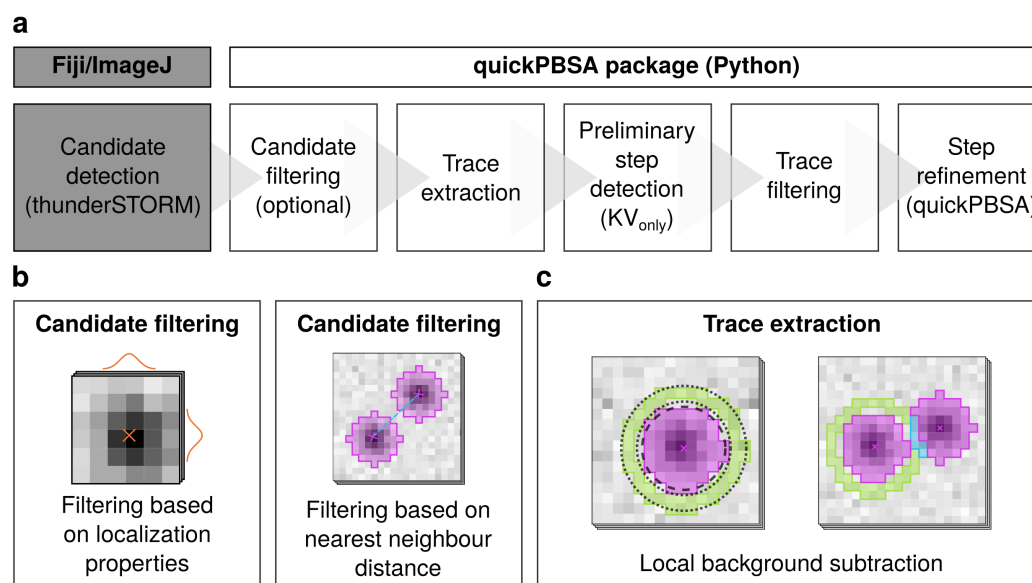 a
Fiji/ImageJ
quickPBSA package (Python)
Candidate
detection
(thunderSTORM)
Candidate
filtering
(optional)
Trace
extraction
Preliminary
step
detection
(KVonly)
Trace
filtering
Step
refinement
(quickPBSA)
b
Candidate filtering
Filtering based
on localization
properties
Candidate filtering
Filtering based on
nearest neighbour
distance
c
Trace extraction
Local background subtraction